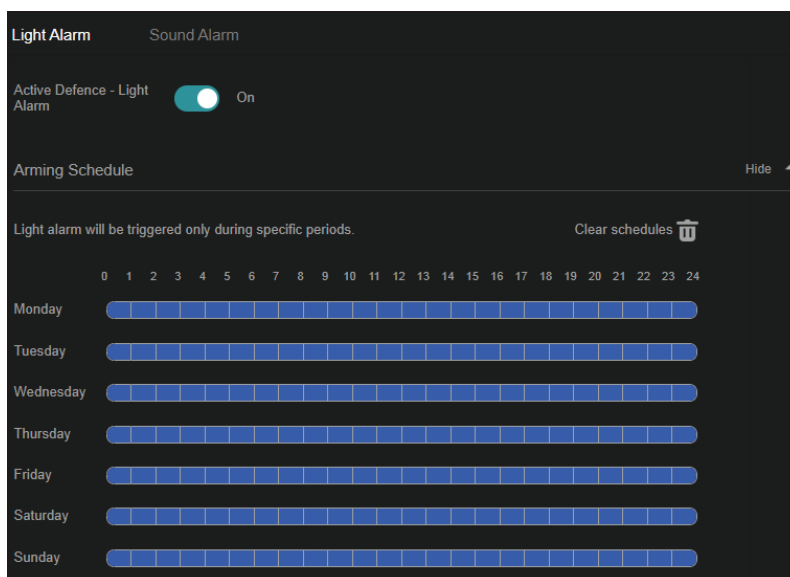 Light Alarm Sound Alarm
Active Defence - Light
Alarm
On
Arming Schedule Hide
Light alarm will be triggered only during specific periods. Clear schedules
0 1 2 3 4 5 6 7 8 9 10 11 12 13 14 15 16 17 18 19 20 21 22 23 24
Monday
Tuesday
Wednesday
Thursday
Friday
Saturday
Sunday